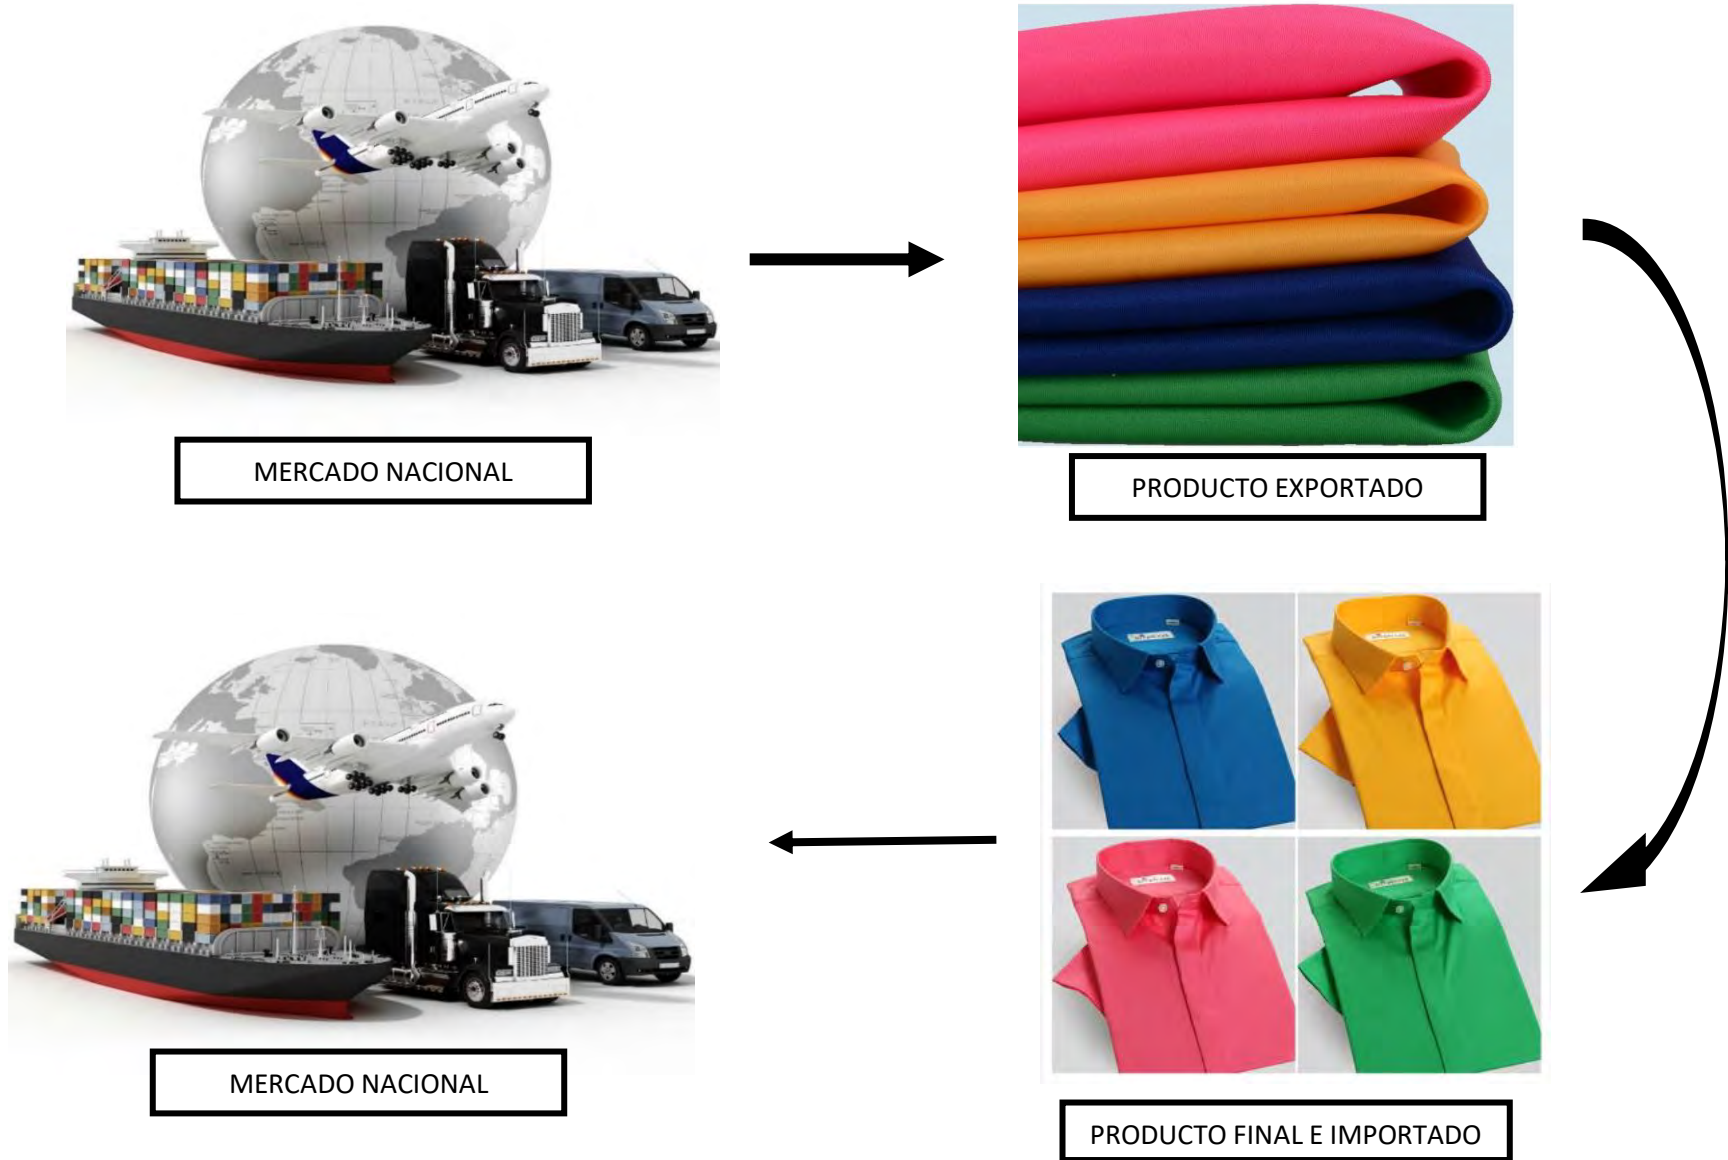 MERCADO NACIONAL
PRODUCTO EXPORTADO
MERCADO NACIONAL
PRODUCTO FINAL E IMPORTADO